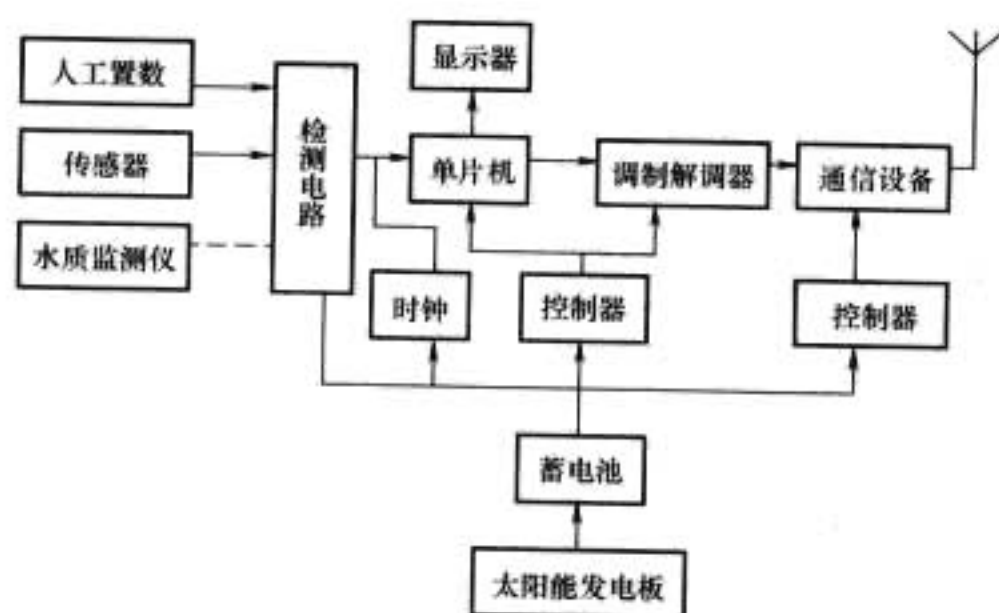 人工置数
显示器
传感器
检测电路
单片机
调制解调器
通信设备
水质监测仪
时钟
控制器
控制器
蓄电池
太阳能发电板